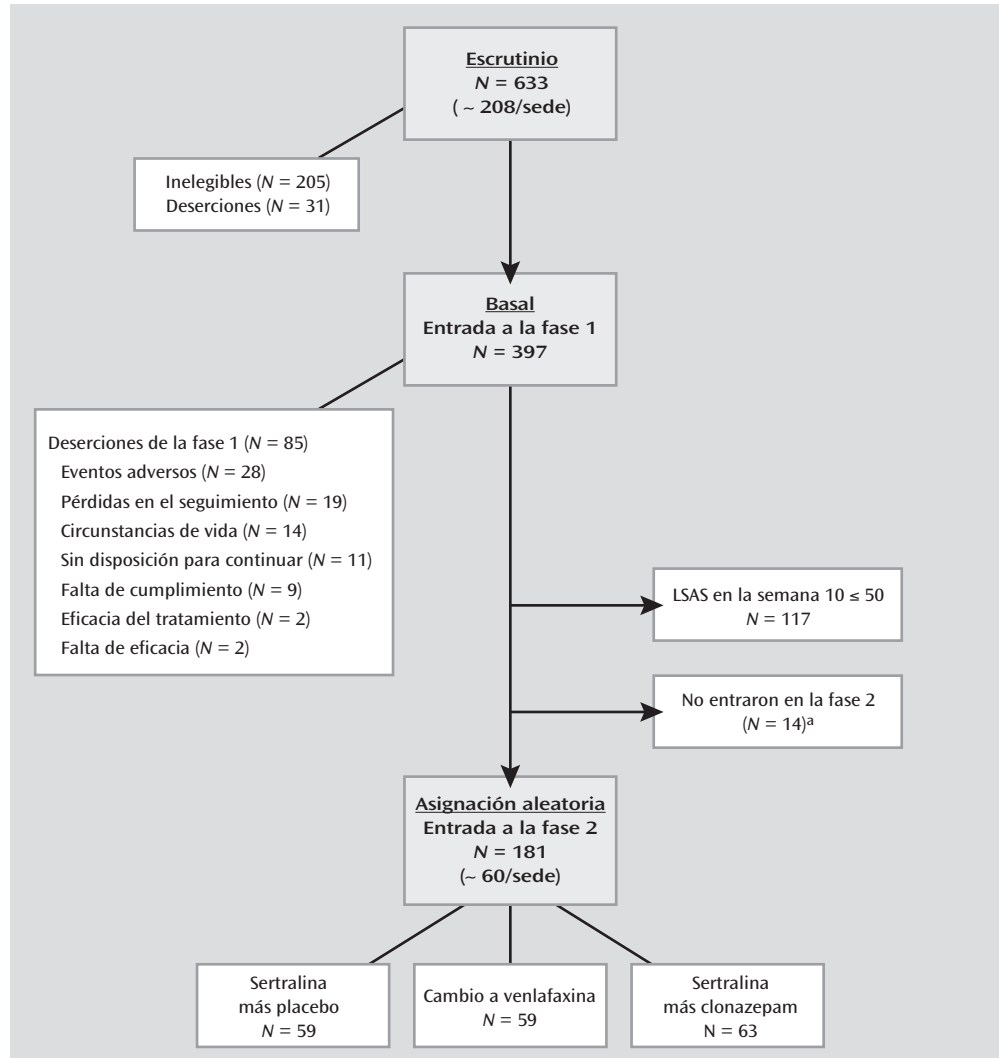 Escrutinio
N = 633
( ~ 208/sede)
Inelegibles (N = 205)
Deserciones (N = 31)
Basal
Entrada a la fase 1
N = 397
Deserciones de la fase 1 (N = 85)
Eventos adversos (N = 28)
Pérdidas en el seguimiento (N = 19)
Circunstancias de vida (N = 14)
Sin disposición para continuar (N = 11)
Falta de cumplimiento (N = 9)
Eficacia del tratamiento (N = 2)
Falta de eficacia (N = 2)
LSAS en la semana 10 ≤ 50
N = 117
No entraron en la fase 2
(N = 14)ª
Asignación aleatoria
Entrada a la fase 2
N = 181
(~ 60/sede)
Sertralina
más placebo
N = 59
Cambio a venlafaxina
N = 59
Sertralina
más clonazepam
N = 63